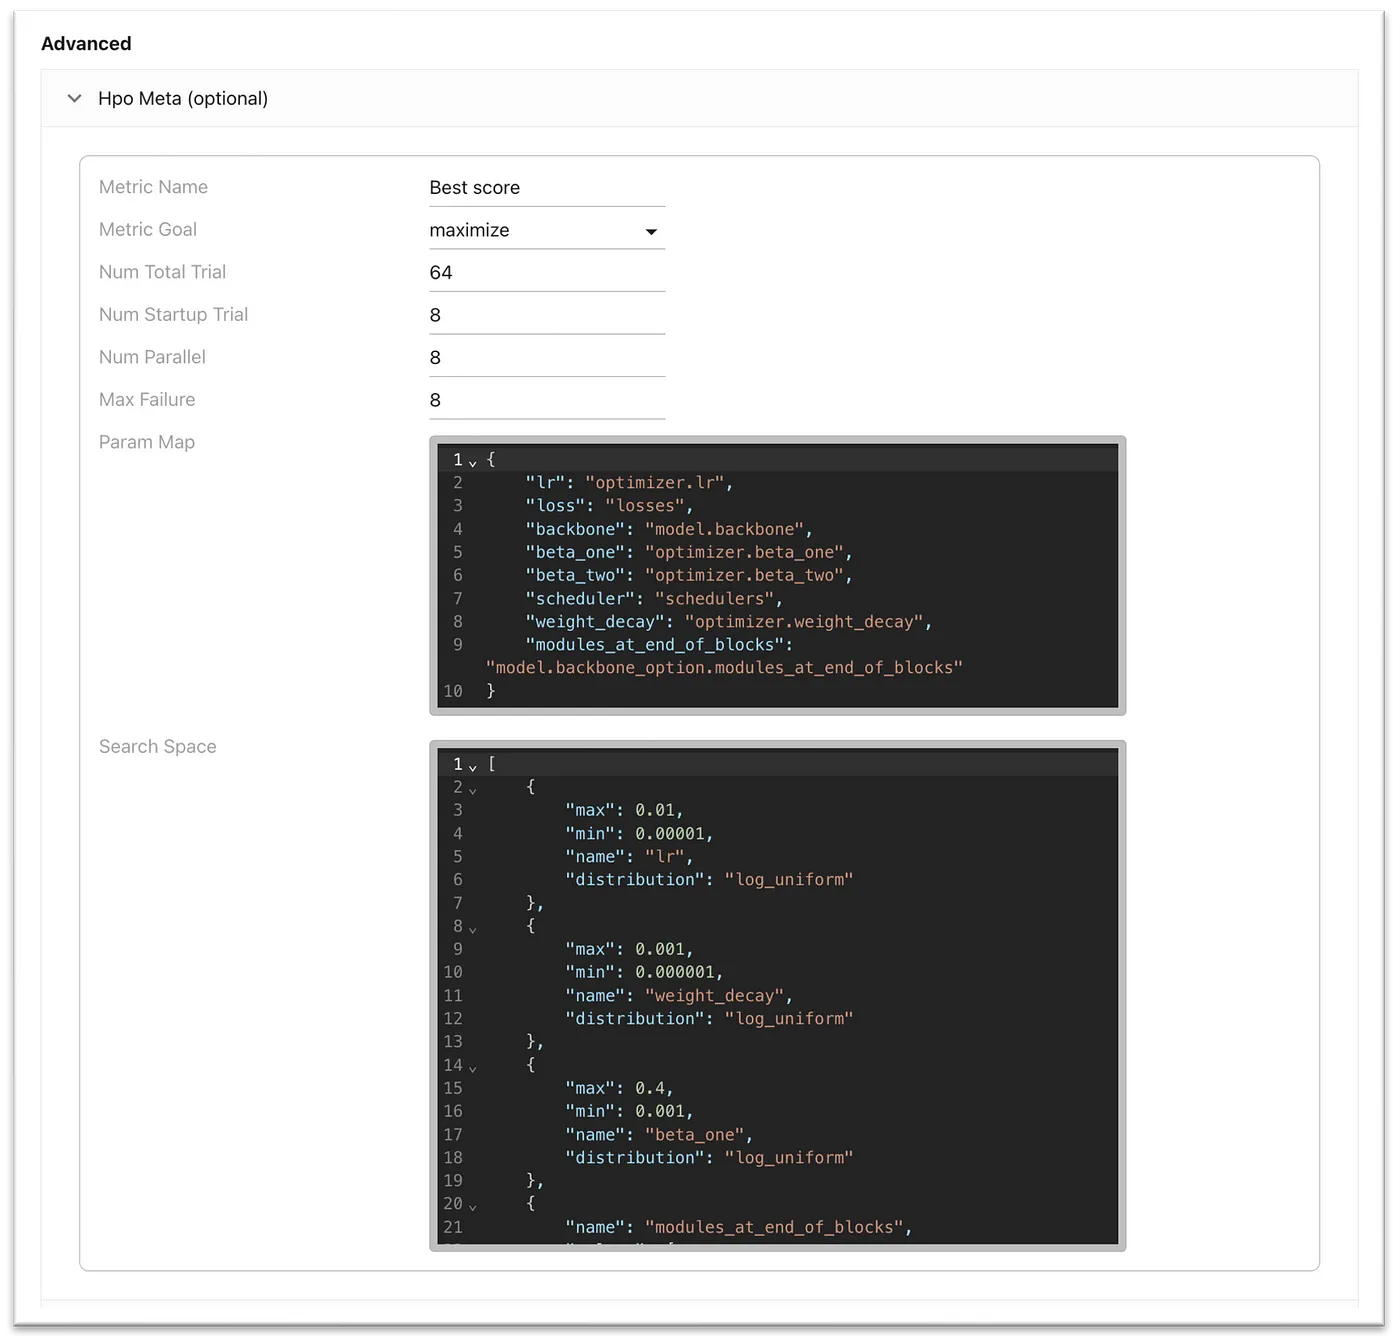 Advanced
Hpo Meta (optional)
Metric Name Best score
Metric Goal maximize
Num Total Trial 64
Num Startup Trial 8
Num Parallel 8
Max Failure 8
Param Map
1 {
2 "lr": "optimizer.lr",
3 "loss": "losses",
4 "backbone": "model.backbone",
5 "beta_one": "optimizer.beta_one",
6 "beta_two": "optimizer.beta_two",
7 "scheduler": "schedulers",
8 "weight_decay": "optimizer.weight_decay",
9 "modules_at_end_of_blocks":
"model.backbone_option.modules_at_end_of_blocks"
10 }
Search Space
1 [
2 {
3 "max": 0.01,
4 "min": 0.00001,
5 "name": "lr",
6 "distribution": "log_uniform"
7 },
8 {
9 "max": 0.001,
10 "min": 0.000001,
11 "name": "weight_decay",
12 "distribution": "log_uniform"
13 },
14 {
15 "max": 0.4,
16 "min": 0.001,
17 "name": "beta_one",
18 "distribution": "log_uniform"
19 },
20 {
21 "name": "modules_at_end_of_blocks",